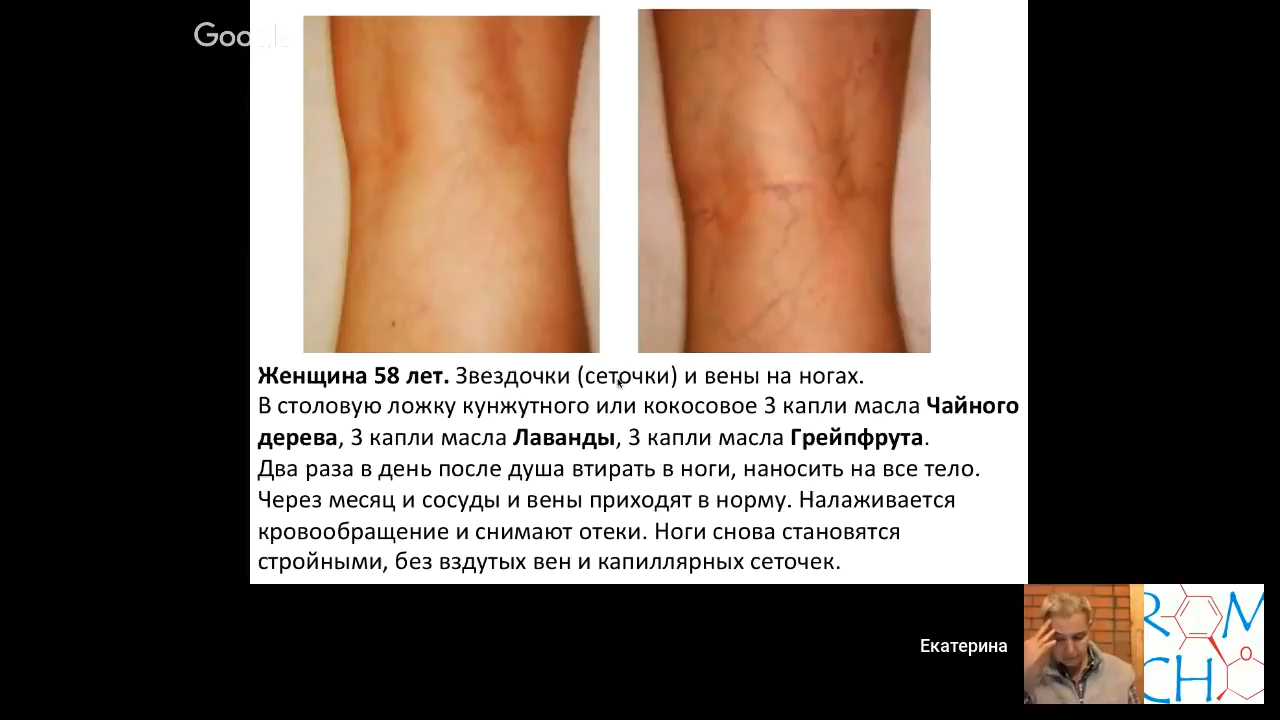 Google
Женщина 58 лет. Звездочки (сеточки) и вены на ногах.
В столовую ложку кунжутного или кокосовое 3 капли масла Чайного
дерева, 3 капли масла Лаванды, 3 капли масла Грейпфрута.
Два раза в день после душа втирать в ноги, наносить на все тело.
Через месяц и сосуды и вены приходят в норму. Налаживается
кровообращение и снимают отеки. Ноги снова становятся
стройными, без вздутых вен и капиллярных сеточек.
Екатерина
R M
O
CH